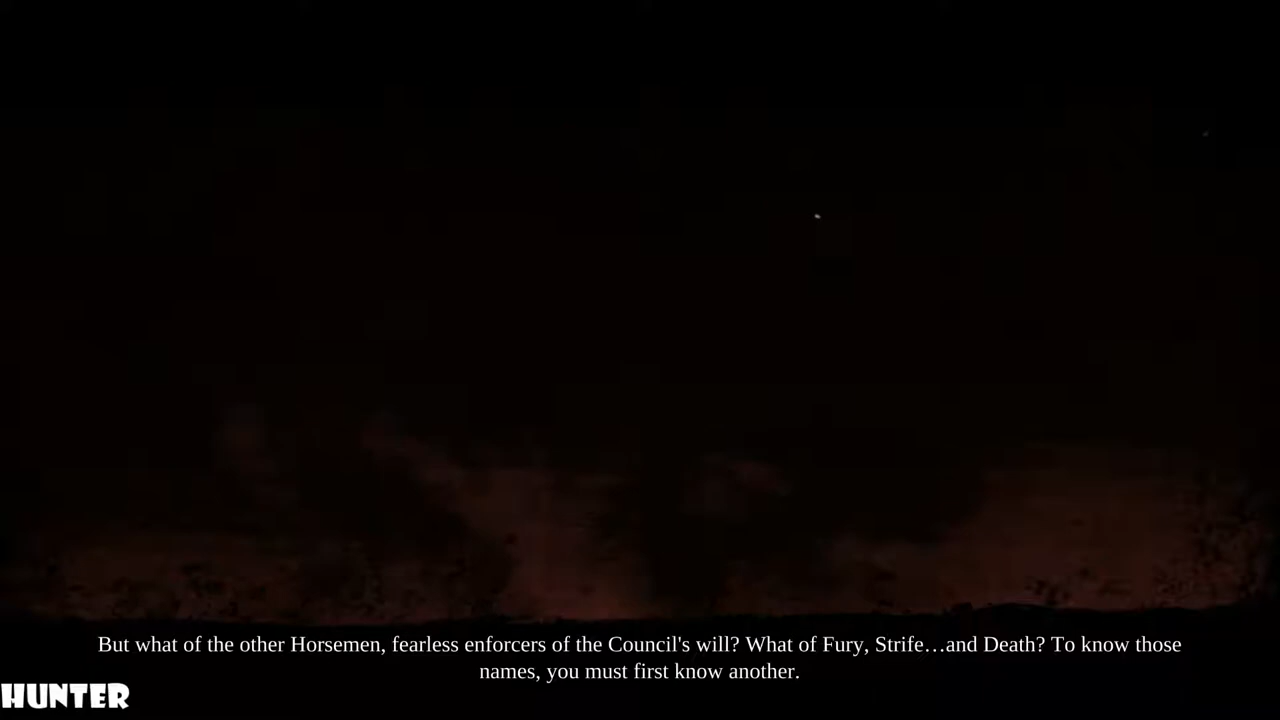 But what of the other Horsemen, fearless enforcers of the Council's will? What of Fury, Strife…and Death? To know those
names, you must first know another.
HUNTER